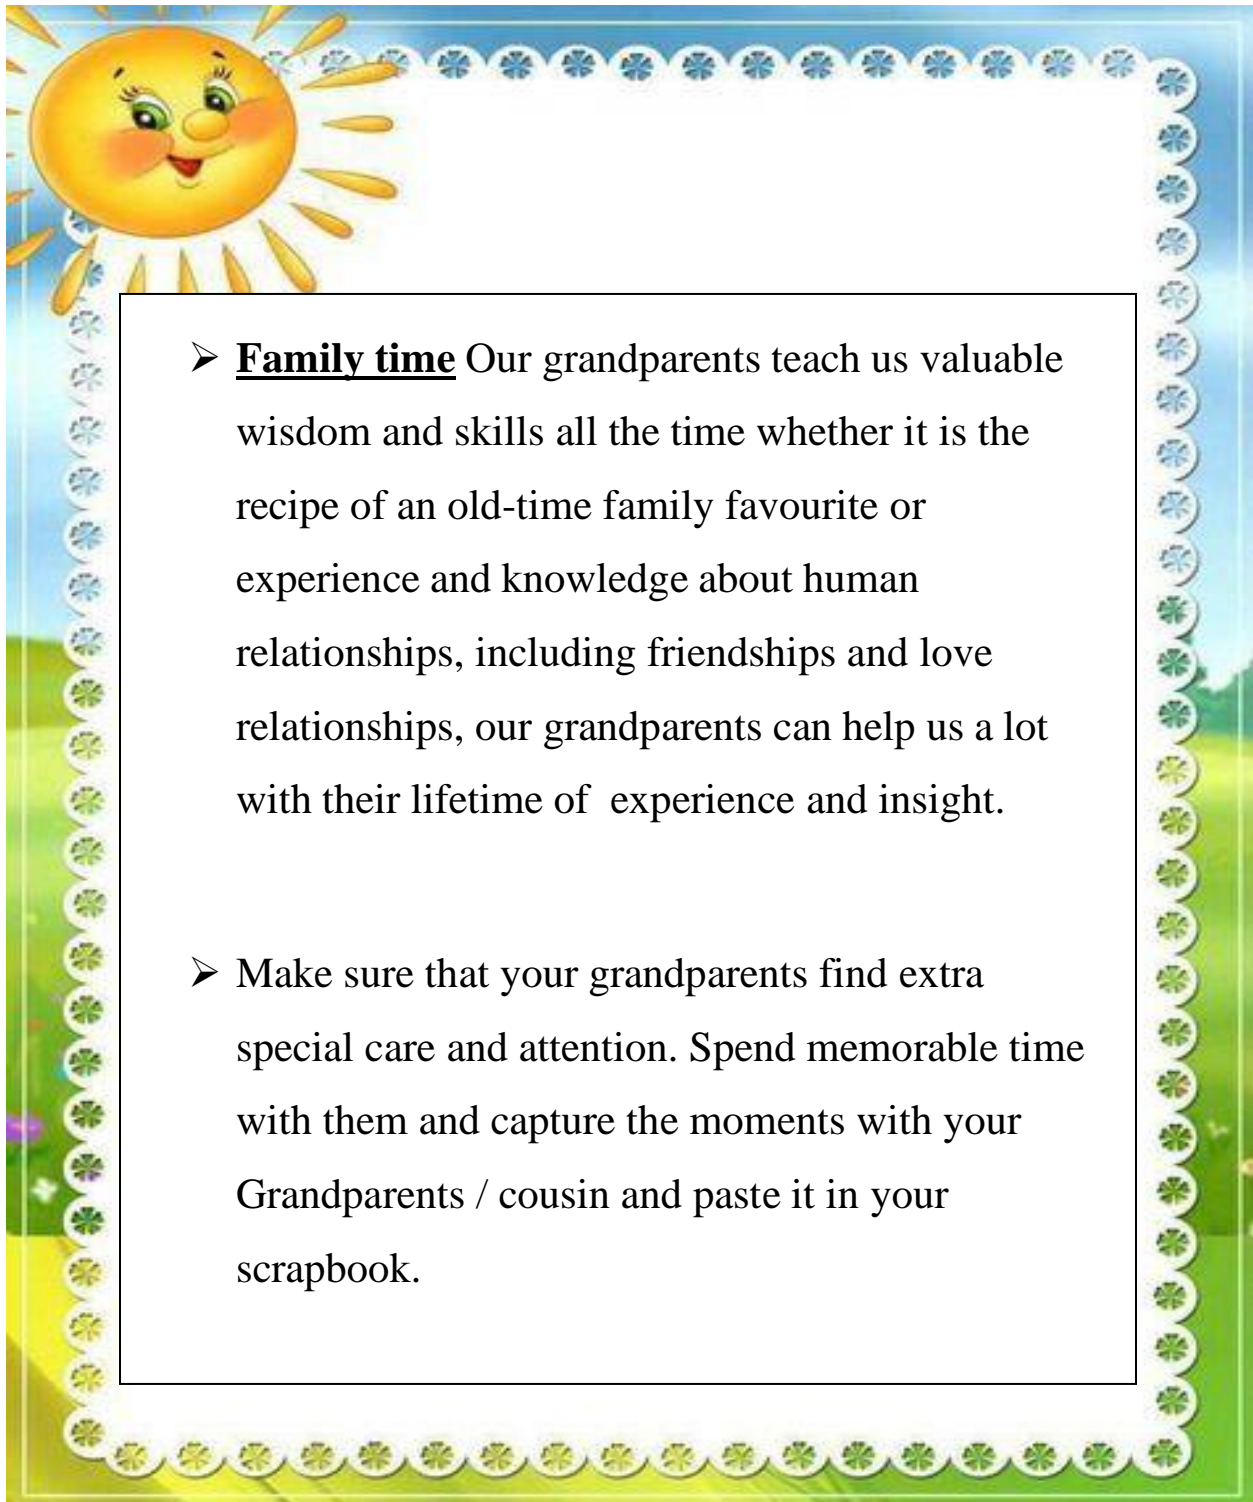 ➢ Family time Our grandparents teach us valuable
wisdom and skills all the time whether it is the
recipe of an old-time family favourite or
experience and knowledge about human
relationships, including friendships and love
relationships, our grandparents can help us a lot
with their lifetime of  experience and insight.
➢ Make sure that your grandparents find extra
special care and attention. Spend memorable time
with them and capture the moments with your
Grandparents / cousin and paste it in your
scrapbook.